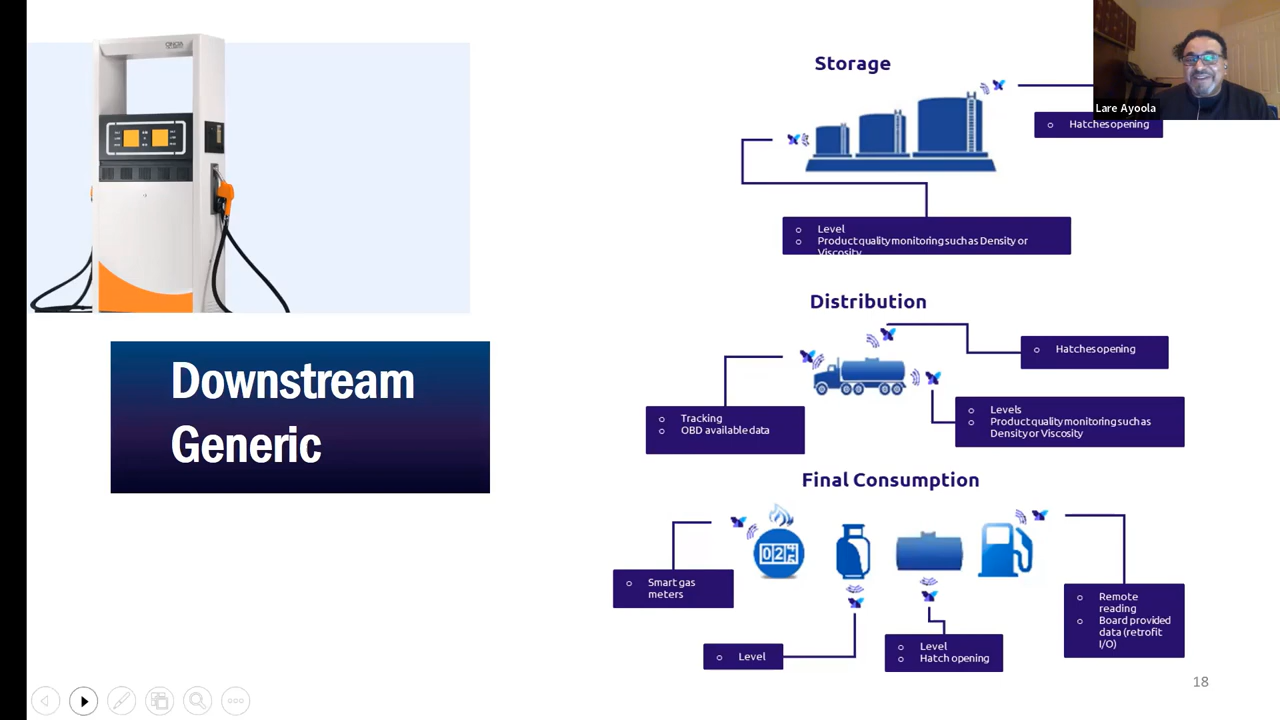 Downstream
Generic
Storage
Lare Ayoola
Hatches opening
Level
Product quality monitoring such as Density or
Viscosity
Distribution
Hatches opening
Tracking
OBD available data
Levels
Product quality monitoring such as
Density or Viscosity
Final Consumption
Smart gas
meters
Level
Level
Hatch opening
Remote
reading
Board provided
data (retrofit
I/O)
18